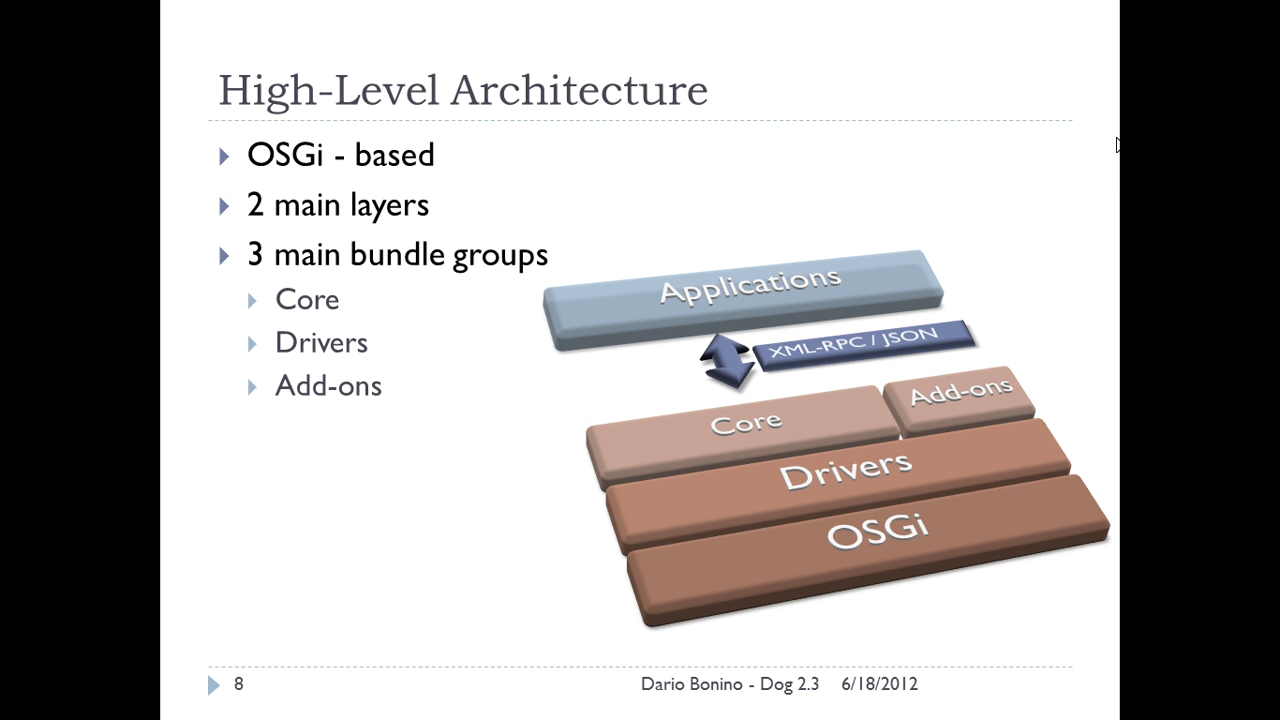 High-Level Architecture
OSGi - based
2 main layers
3 main bundle groups
Core
Drivers
Add-ons
Applications
XML-RPC / JSON
Core
Add-ons
Drivers
OSGi
8
Dario Bonino - Dog 2.3 6/18/2012